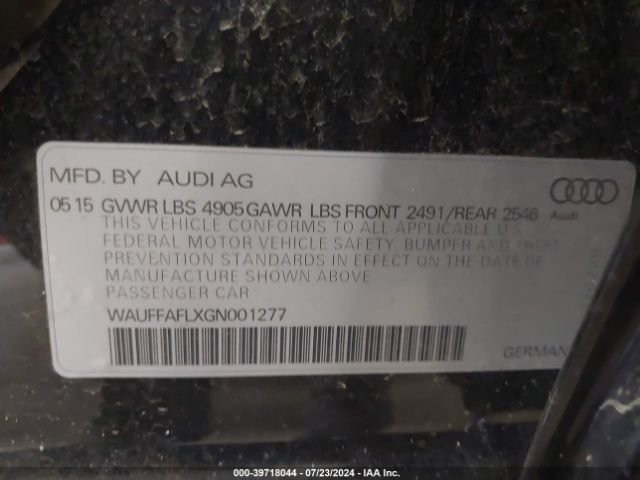 MFD. BY AUDI AG
05 15 GVWR LBS 4905 GAWR LBS FRONT 2491/REAR 2546
Audi
THIS VEHICLE CONFORMS TO ALL APPLICABLE U.S.
FEDERAL MOTOR VEHICLE SAFETY, BUMPER AND THEFT
PREVENTION STANDARDS IN EFFECT ON THE DATE OF
MANUFACTURE SHOWN ABOVE
PASSENGER CAR
WAUFFAFLXGN001277
GERMANY
000-39718044 - 07/23/2024 - IAA Inc.